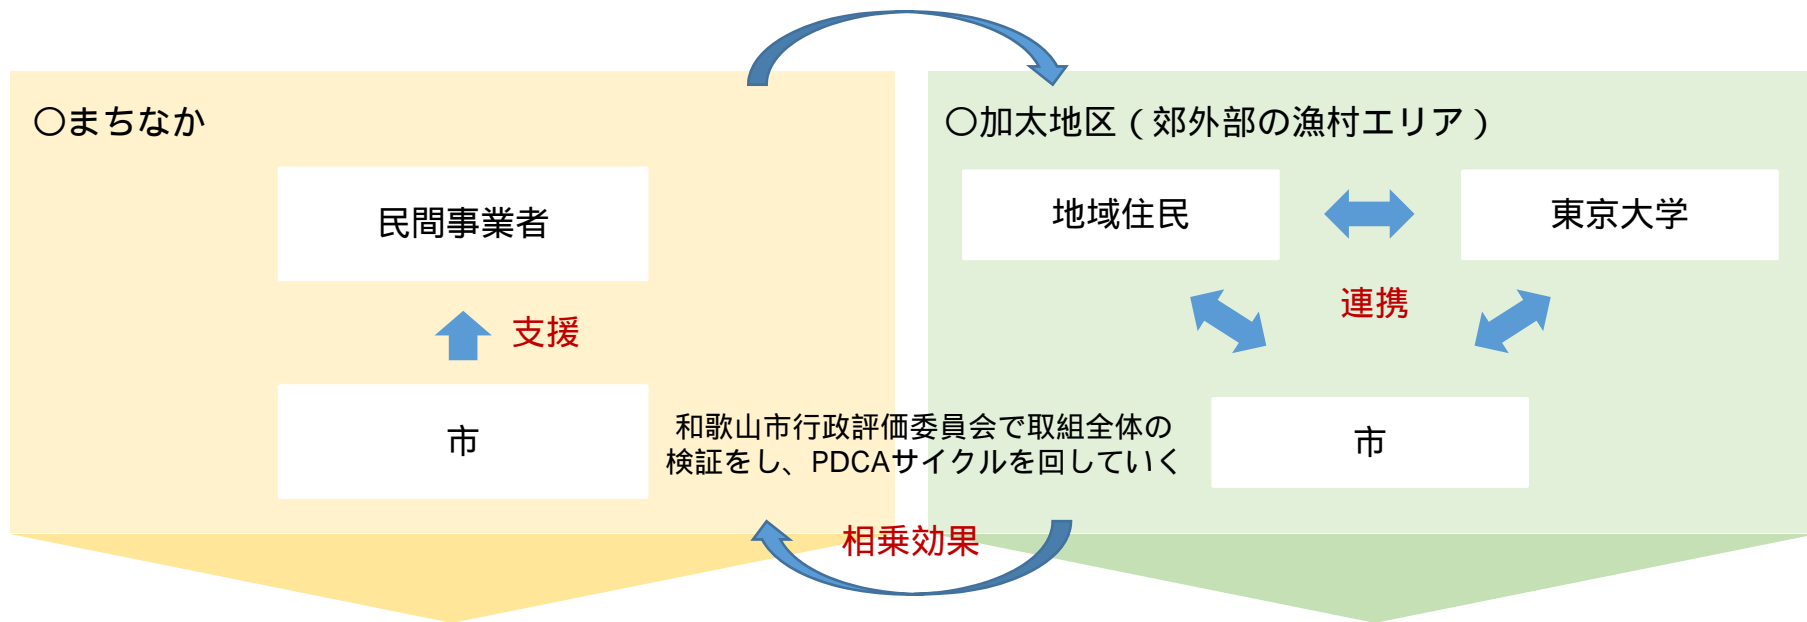 〇まちなか
民間事業者
支援
市
〇加太地区（郊外部の漁村エリア）
地域住民
東京大学
連携
市
和歌山市行政評価委員会で取組全体の
検証をし、PDCAサイクルを回していく
相乗効果